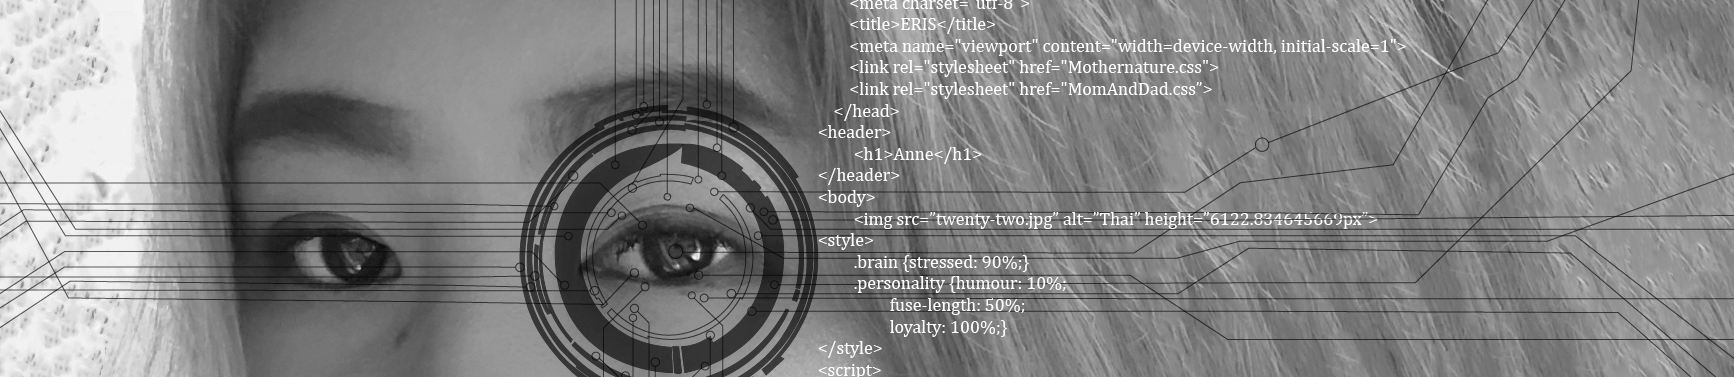 <meta charset="utf-8">
<title>ERIS</title>
<meta name="viewport" content="width=device-width, initial-scale=1">
<link rel="stylesheet" href="Mothernature.css">
<link rel="stylesheet" href="MomAndDad.css">
</head>
<header>
<h1>Anne</h1>
</header>
<body>
<img src="twenty-two.jpg" alt="Thai" height="6122.834645669px">
<style>
.brain {stressed: 90%;}
.personality {humour: 10%;
fuse-length: 50%;
loyalty: 100%;}
</style>
<script>